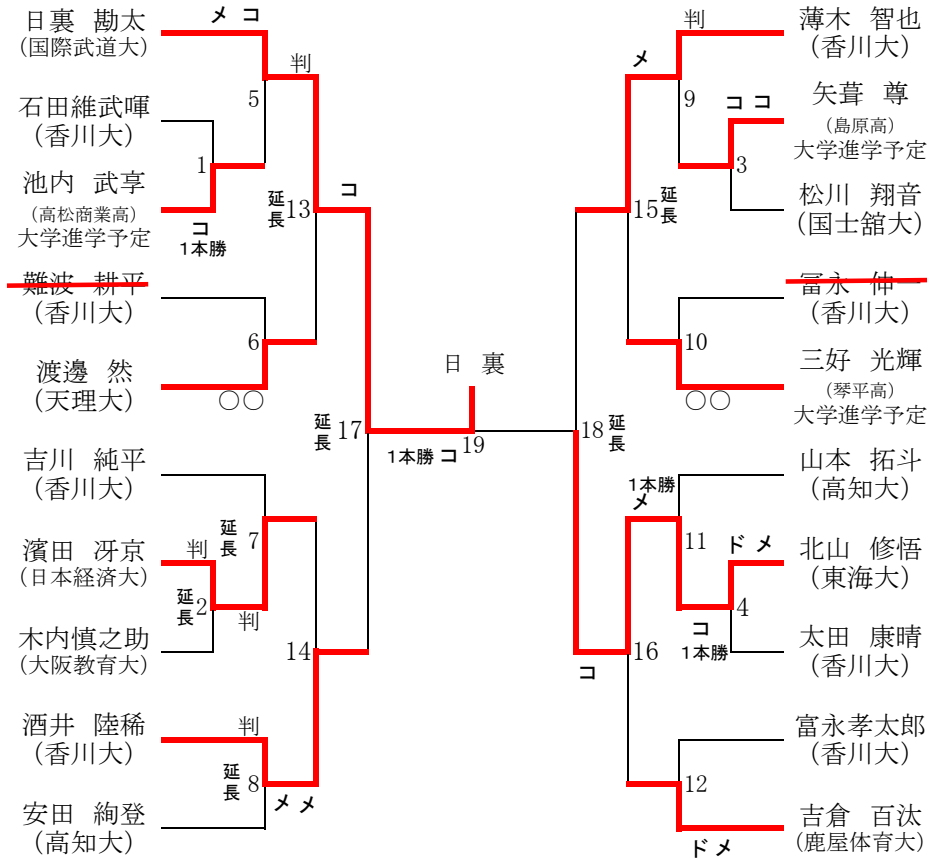 日裏 勘太
(国際武道大)
石田維武暉
(香川大)
池内 武享
(高松商業高)
大学進学予定
難波 耕平
(香川大)
渡邊 然
(天理大)
吉川 純平
(香川大)
濱田 冴京
(日本経済大)
木内慎之助
(大阪教育大)
酒井 陸稀
(香川大)
安田 絢登
(高知大)
メ コ
判
5
1
コ
1本勝
延長
13
コ
6
○○
延長
17
判
延長
7
延長
2
判
14
判
延長
8
メ メ
日 裏
1本勝 コ
19
判
メ
9
コ コ
3
15
延長
10
○○
18
延長
1本勝
メ
11
ド メ
4
コ
1本勝
16
コ
12
ド メ
薄木 智也
(香川大)
矢葺 尊
(島原高)
大学進学予定
松川 翔音
(国士舘大)
冨永 伸一
(香川大)
三好 光輝
(琴平高)
大学進学予定
山本 拓斗
(高知大)
北山 修悟
(東海大)
太田 康晴
(香川大)
富永孝太郎
(香川大)
吉倉 百汰
(鹿屋体育大)